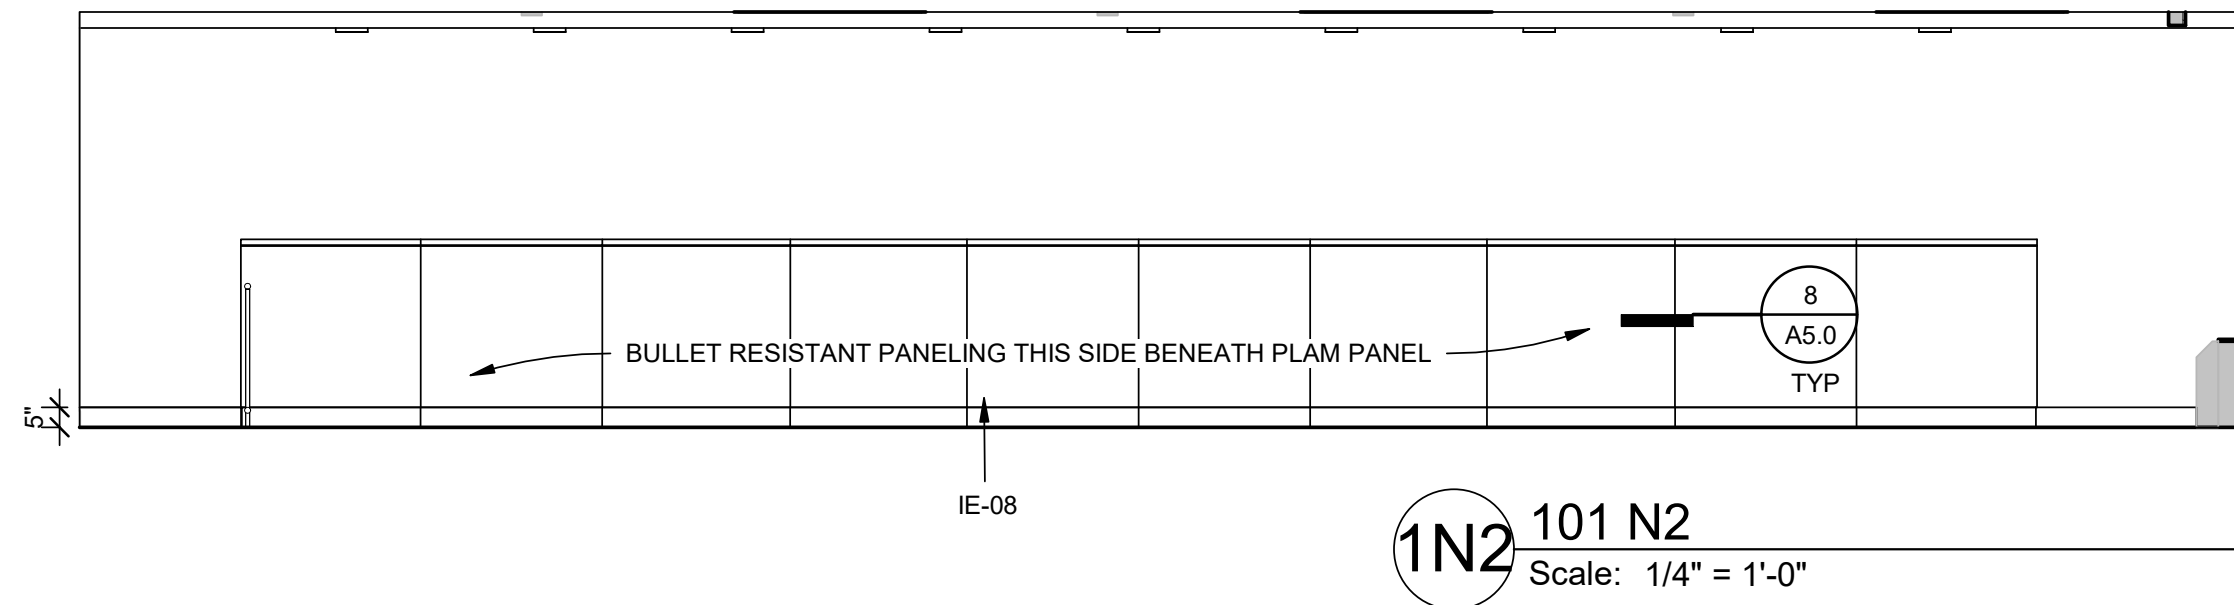 BULLET RESISTANT PANELING THIS SIDE BENEATH PLAM PANEL
8
A5.0
TYP
5"
IE-08
1N2
101 N2
Scale: 1/4" = 1'-0"